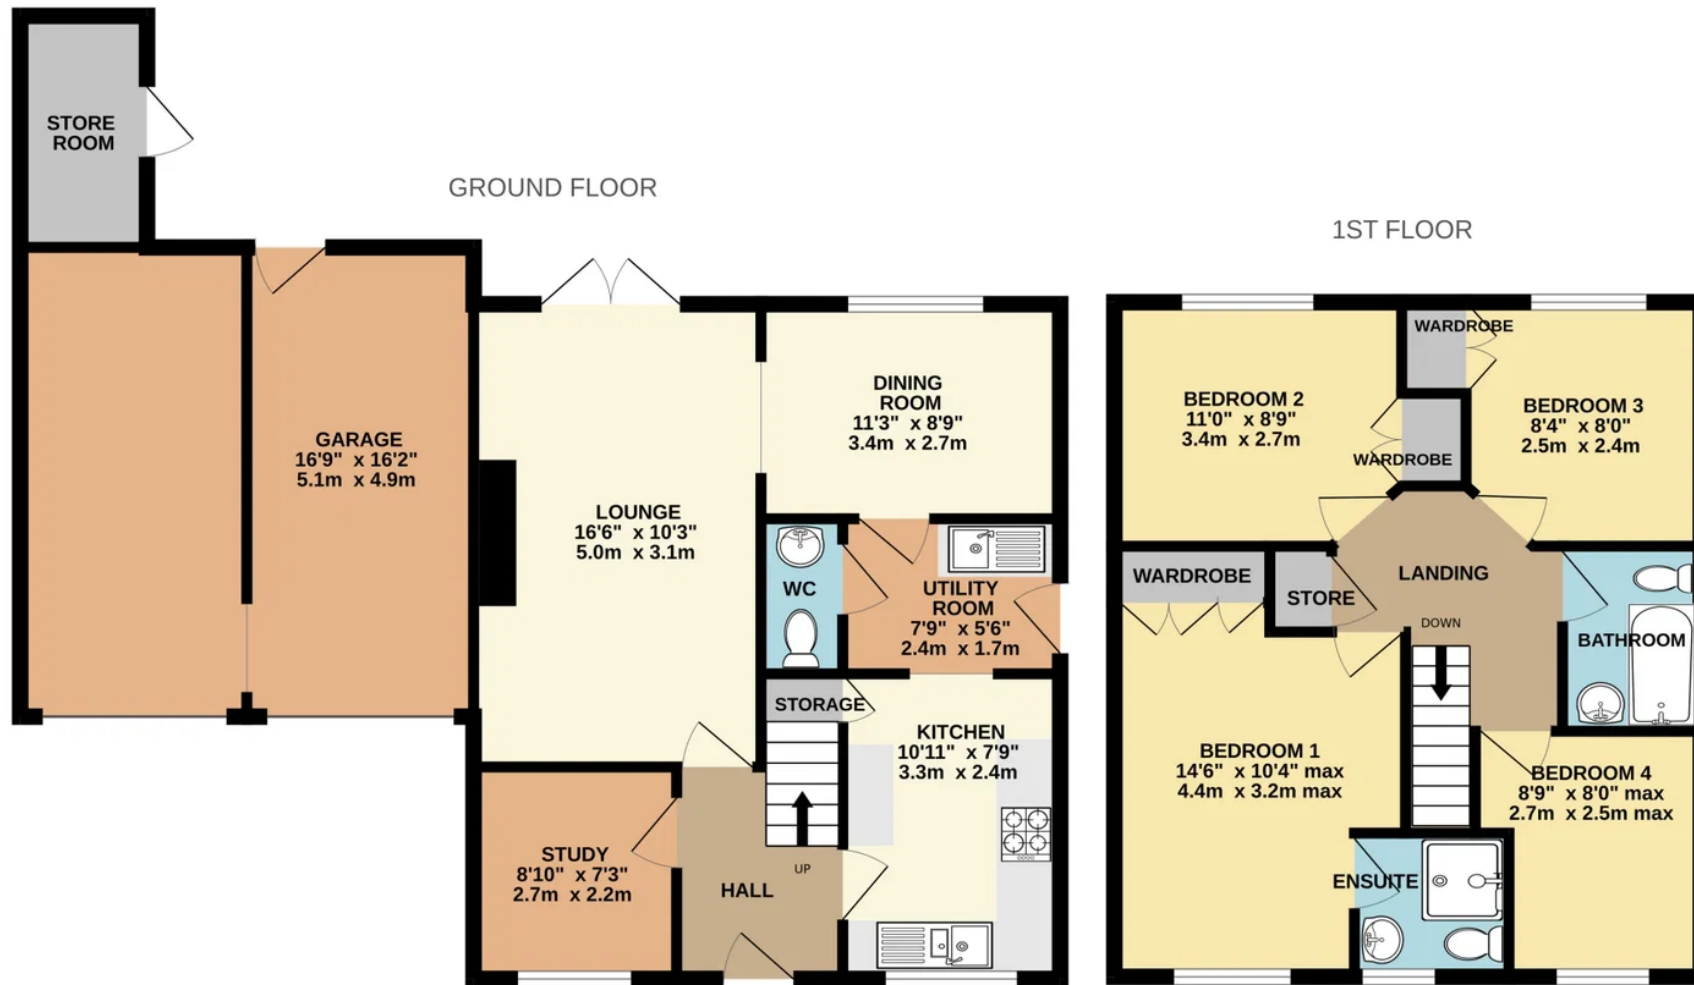 STORE
ROOM
GROUND FLOOR
GARAGE
16'9" x 16'2"
5.1m x 4.9m
LOUNGE
16'6" x 10'3"
5.0m x 3.1m
DINING
ROOM
11'3" x 8'9"
3.4m x 2.7m
WC
UTILITY
ROOM
7'9" x 5'6"
2.4m x 1.7m
STORAGE
KITCHEN
10'11" x 7'9"
3.3m x 2.4m
STUDY
8'10" x 7'3"
2.7m x 2.2m
HALL
UP
1ST FLOOR
BEDROOM 2
11'0" x 8'9"
3.4m x 2.7m
WARDROBE
WARDROBE
BEDROOM 3
8'4" x 8'0"
2.5m x 2.4m
WARDROBE
STORE
LANDING
DOWN
BATHROOM
BEDROOM 1
14'6" x 10'4" max
4.4m x 3.2m max
BEDROOM 4
8'9" x 8'0" max
2.7m x 2.5m max
ENSUITE